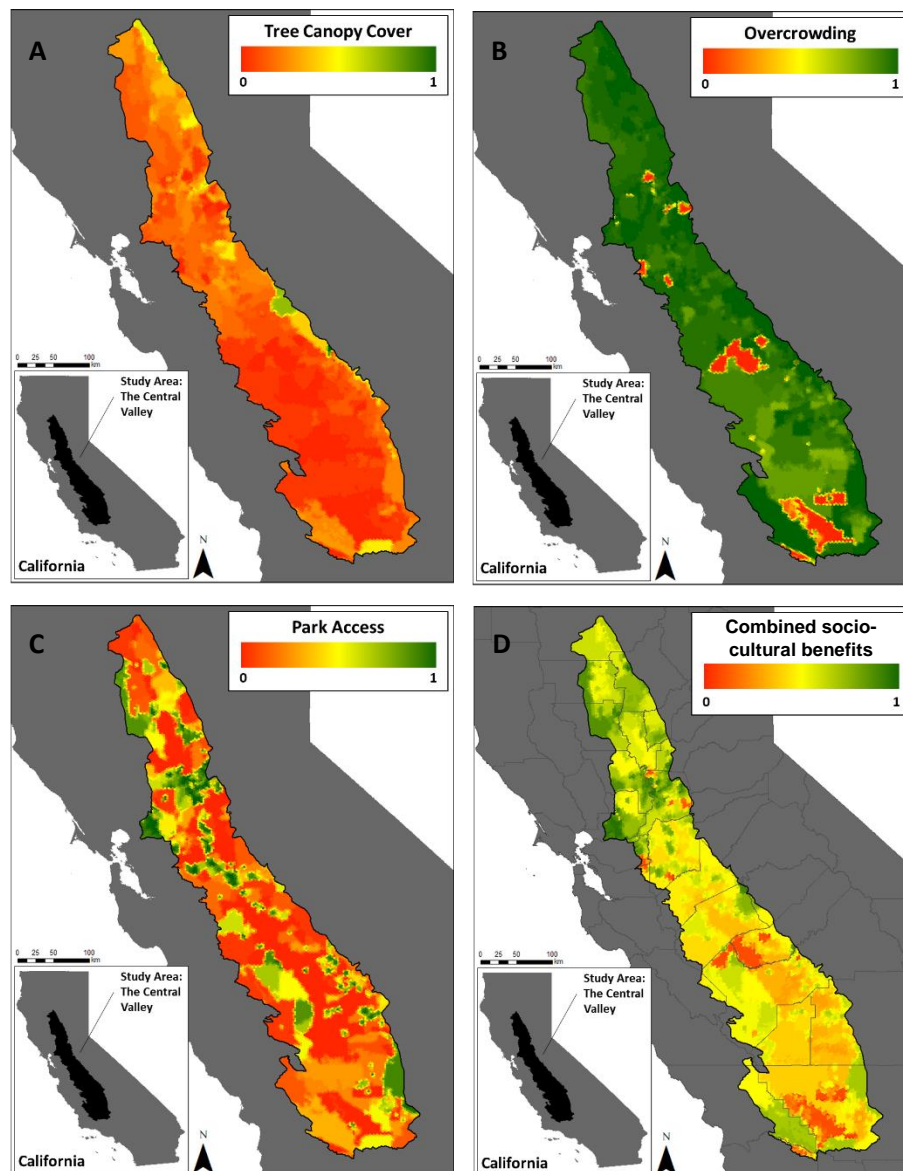 A
Tree Canopy Cover
0 1
0 25 50 100
km
Study Area:
The Central
Valley
California
N
B
Overcrowding
0 1
0 25 50 100
km
Study Area:
The Central
Valley
California
N
C
Park Access
0 1
0 25 50 100
km
Study Area:
The Central
Valley
California
N
D
Combined socio-
cultural benefits
0 1
0 25 50 100
km
Study Area:
The Central
Valley
California
N